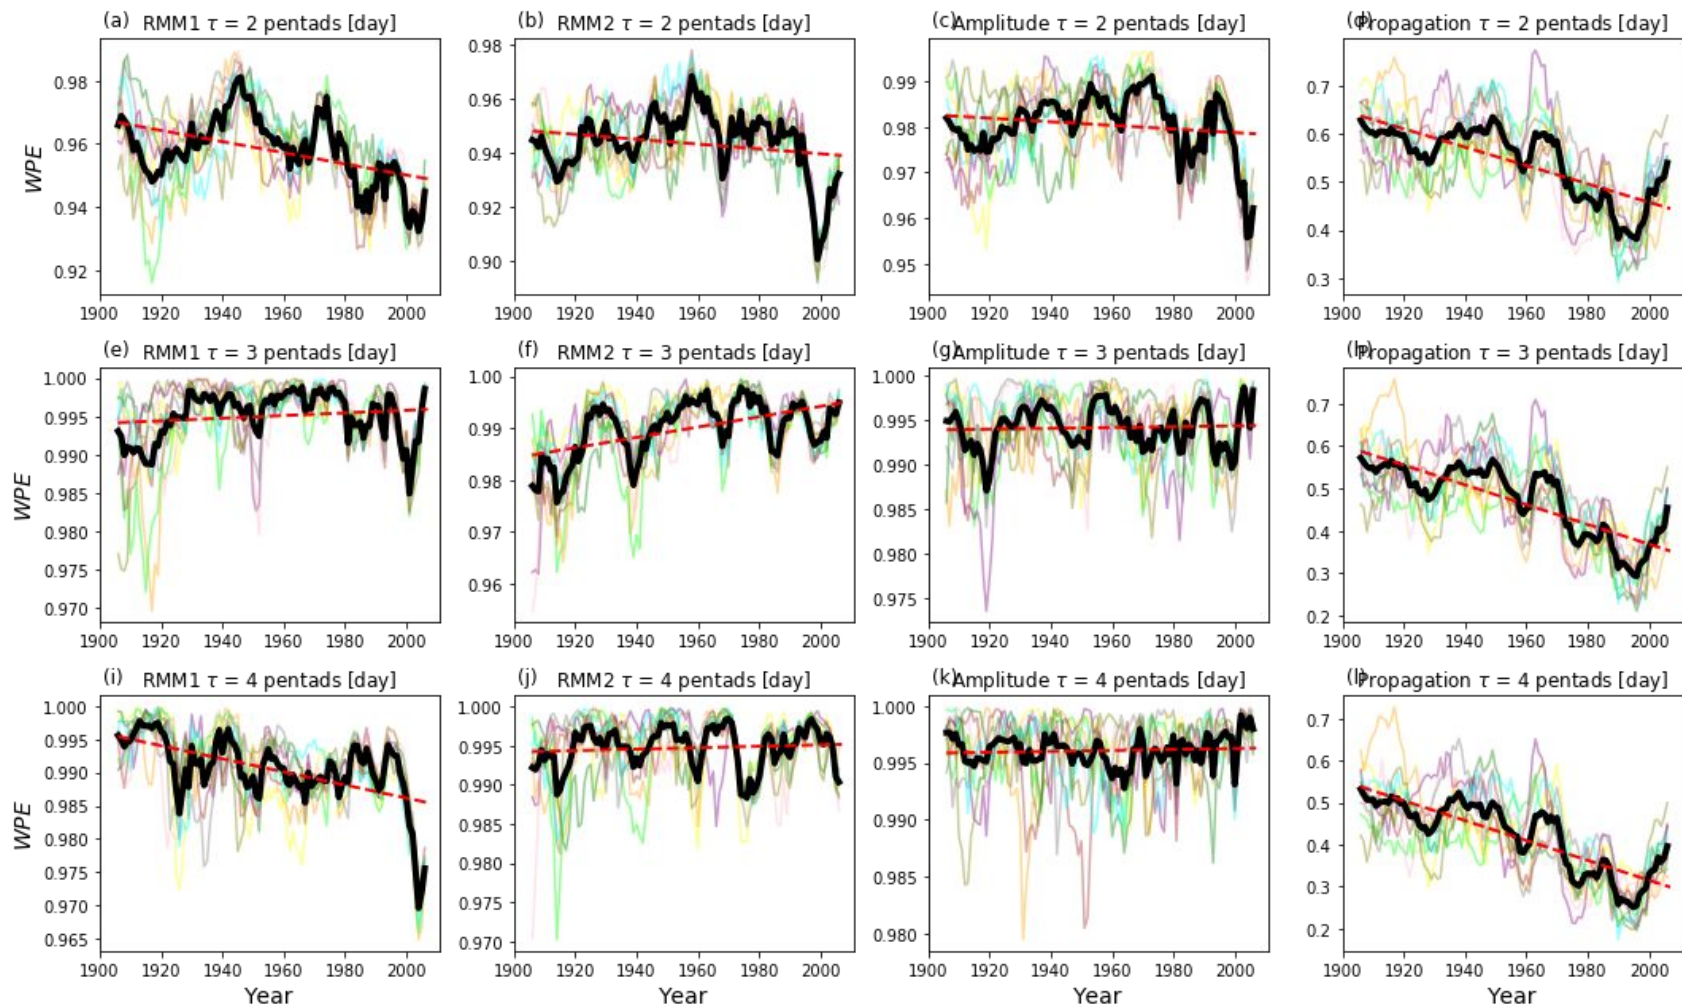 (a) RMM1 τ = 2 pentads [day]
(b) RMM2 τ = 2 pentads [day]
(c) Amplitude τ = 2 pentads [day]
(d) Propagation τ = 2 pentads [day]
WPE
0.98
0.96
0.94
0.92
1900 1920 1940 1960 1980 2000
0.98
0.96
0.94
0.92
0.90
1900 1920 1940 1960 1980 2000
0.99
0.98
0.97
0.96
0.95
1900 1920 1940 1960 1980 2000
0.7
0.6
0.5
0.4
0.3
1900 1920 1940 1960 1980 2000
(e) RMM1 τ = 3 pentads [day]
(f) RMM2 τ = 3 pentads [day]
(g) Amplitude τ = 3 pentads [day]
(h) Propagation τ = 3 pentads [day]
WPE
1.000
0.995
0.990
0.985
0.980
0.975
0.970
1900 1920 1940 1960 1980 2000
1.00
0.99
0.98
0.97
0.96
1900 1920 1940 1960 1980 2000
1.000
0.995
0.990
0.985
0.980
0.975
1900 1920 1940 1960 1980 2000
0.7
0.6
0.5
0.4
0.3
0.2
1900 1920 1940 1960 1980 2000
(i) RMM1 τ = 4 pentads [day]
(j) RMM2 τ = 4 pentads [day]
(k) Amplitude τ = 4 pentads [day]
(l) Propagation τ = 4 pentads [day]
WPE
1.000
0.995
0.990
0.985
0.980
0.975
0.970
0.965
1900 1920 1940 1960 1980 2000
Year
1.000
0.995
0.990
0.985
0.980
0.975
0.970
1900 1920 1940 1960 1980 2000
Year
1.000
0.995
0.990
0.985
0.980
1900 1920 1940 1960 1980 2000
Year
0.7
0.6
0.5
0.4
0.3
0.2
1900 1920 1940 1960 1980 2000
Year